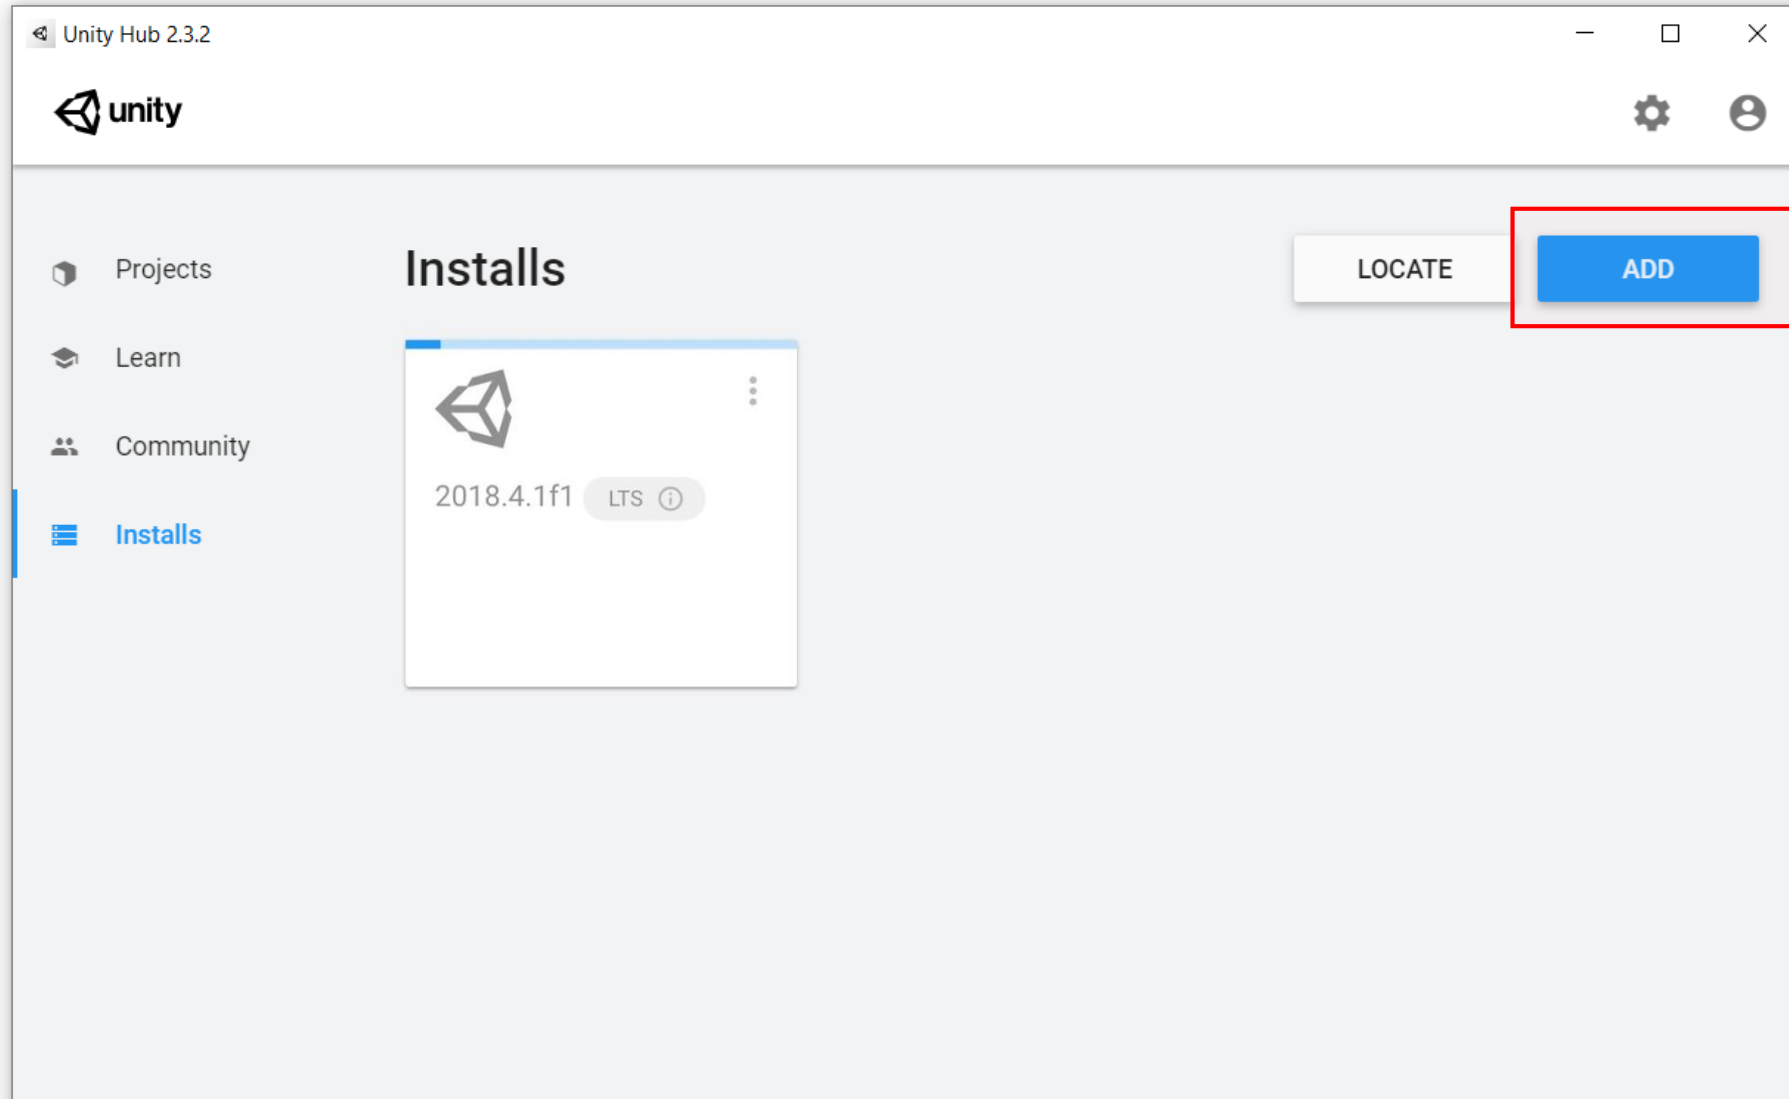 Unity Hub 2.3.2
unity
Projects
Learn
Community
Installs
Installs
LOCATE
ADD
2018.4.1f1 LTS